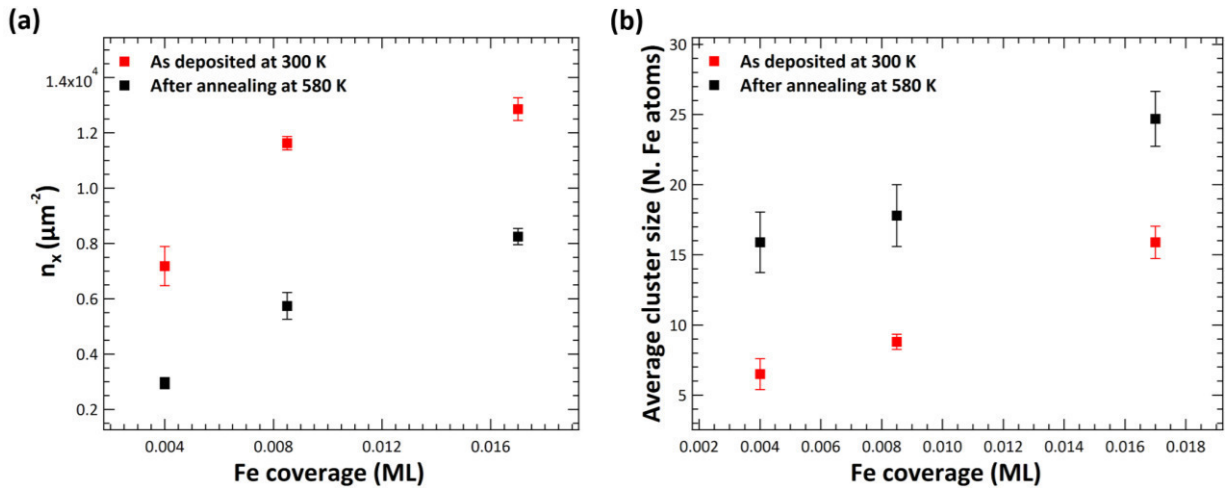 (a)
As deposited at 300 K
After annealing at 580 K
1.4x10⁴
1.2
1.0
0.8
0.6
0.4
0.2
nₓ (μm⁻²)
0.004 0.008 0.012 0.016
Fe coverage (ML)
(b)
As deposited at 300 K
After annealing at 580 K
30
25
20
15
10
5
Average cluster size (N. Fe atoms)
0.002 0.004 0.006 0.008 0.010 0.012 0.014 0.016 0.018
Fe coverage (ML)